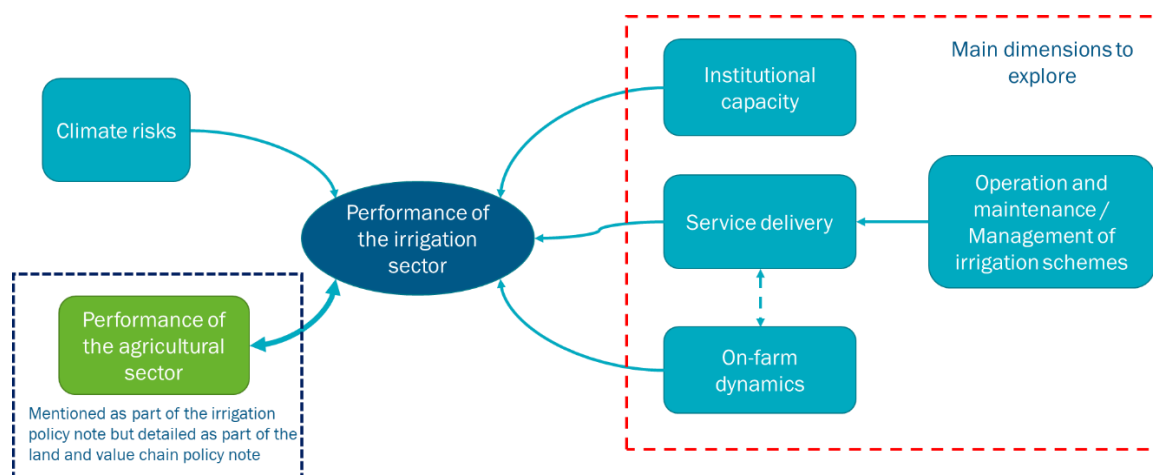 Main dimensions to
explore
Institutional
capacity
Climate risks
Operation and
maintenance /
Management of
irrigation schemes
Performance of
the irrigation
sector
Service delivery
Performance of
the agricultural
sector
On-farm
dynamics
Mentioned as part of the irrigation
policy note but detailed as part of the
land and value chain policy note